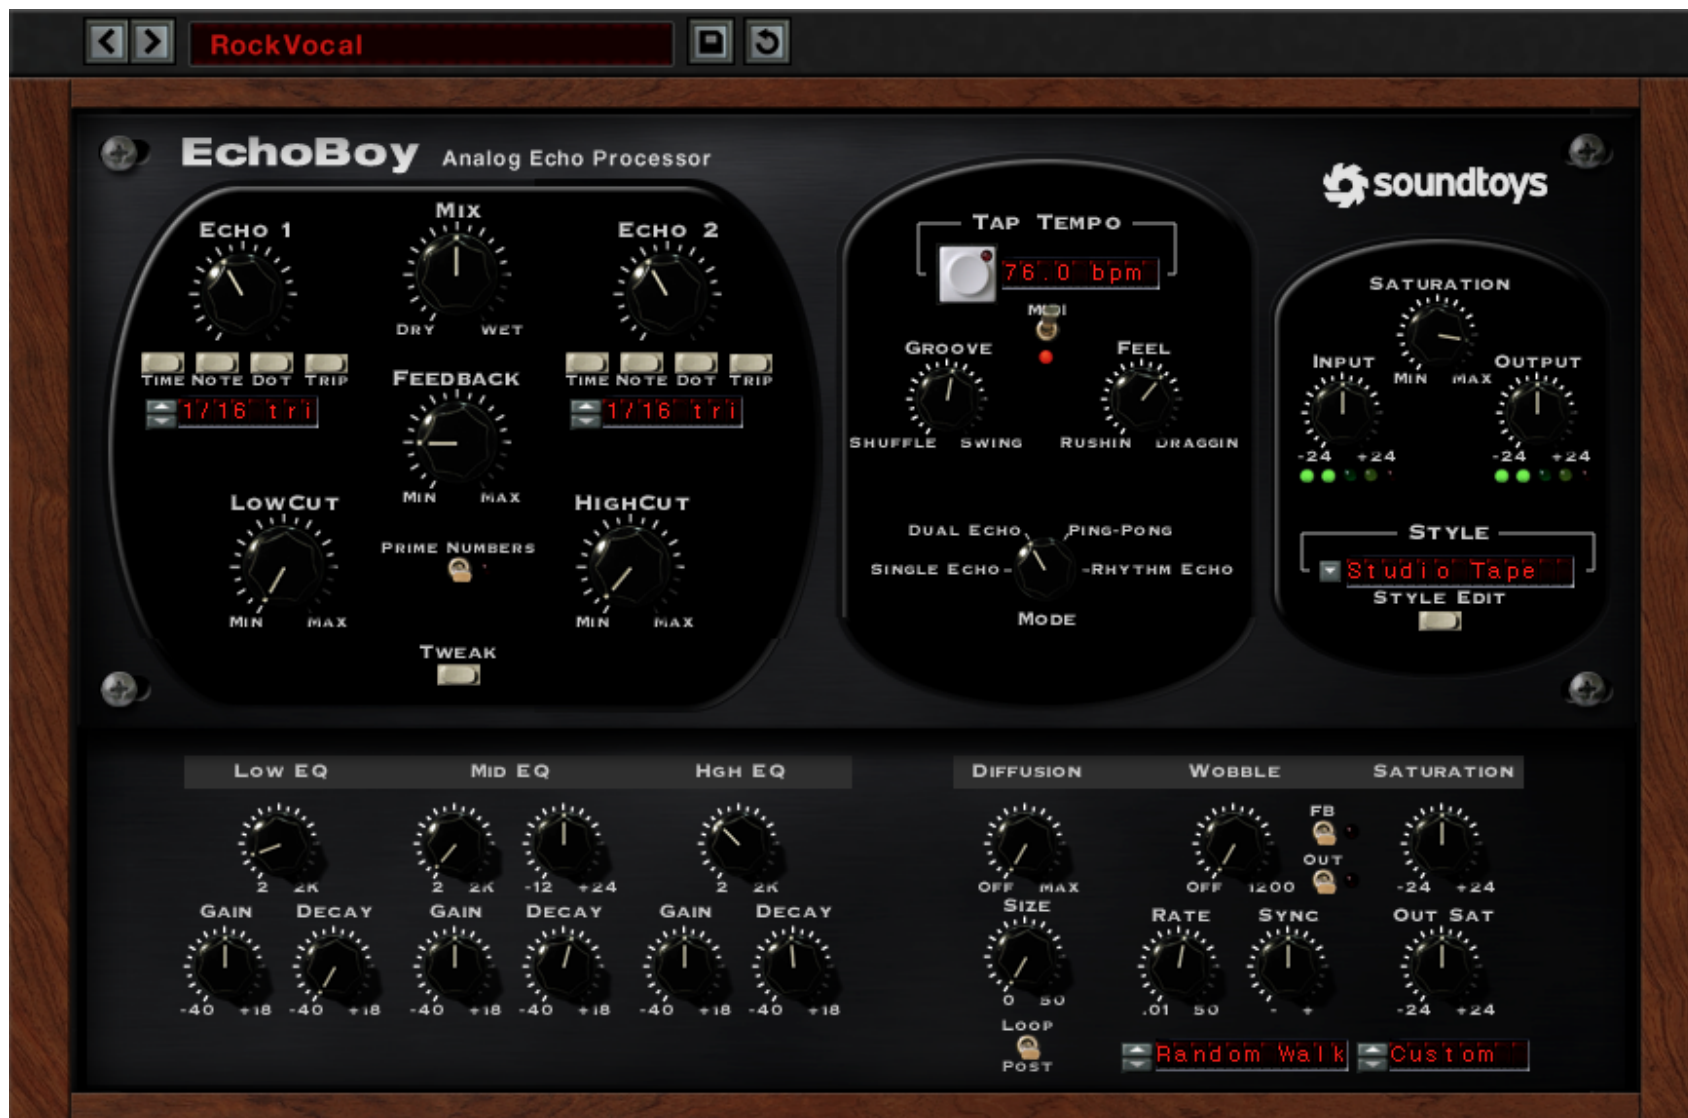 RockVocal
EchoBoy Analog Echo Processor
soundtoys
ECHO 1
MIX
ECHO 2
DRY WET
TIME NOTE DOT TRIP
TIME NOTE DOT TRIP
1/16 tri
1/16 tri
FEEDBACK
MIN MAX
LOWCUT
HIGHCUT
PRIME NUMBERS
MIN MAX
MIN MAX
TWEAK
TAP TEMPO
76.0 bpm
MIDI
GROOVE
FEEL
SHUFFLE SWING
RUSHIN DRAGGIN
DUAL ECHO PING-PONG
SINGLE ECHO RHYTHM ECHO
MODE
SATURATION
MIN MAX
INPUT
OUTPUT
-24 +24
-24 +24
STYLE
Studio Tape
STYLE EDIT
LOW EQ MID EQ HGH EQ
2 2K
2 2K
-12 +24
2 2K
GAIN DECAY GAIN DECAY GAIN DECAY
-40 +18 -40 +18 -40 +18 -40 +18 -40 +18 -40 +18
DIFFUSION WOBBLE SATURATION
FB
OUT
OFF MAX
OFF 1200
-24 +24
SIZE
RATE SYNC
OUT SAT
0 50
.01 50
- +
-24 +24
LOOP
POST
Random Walk
Custom